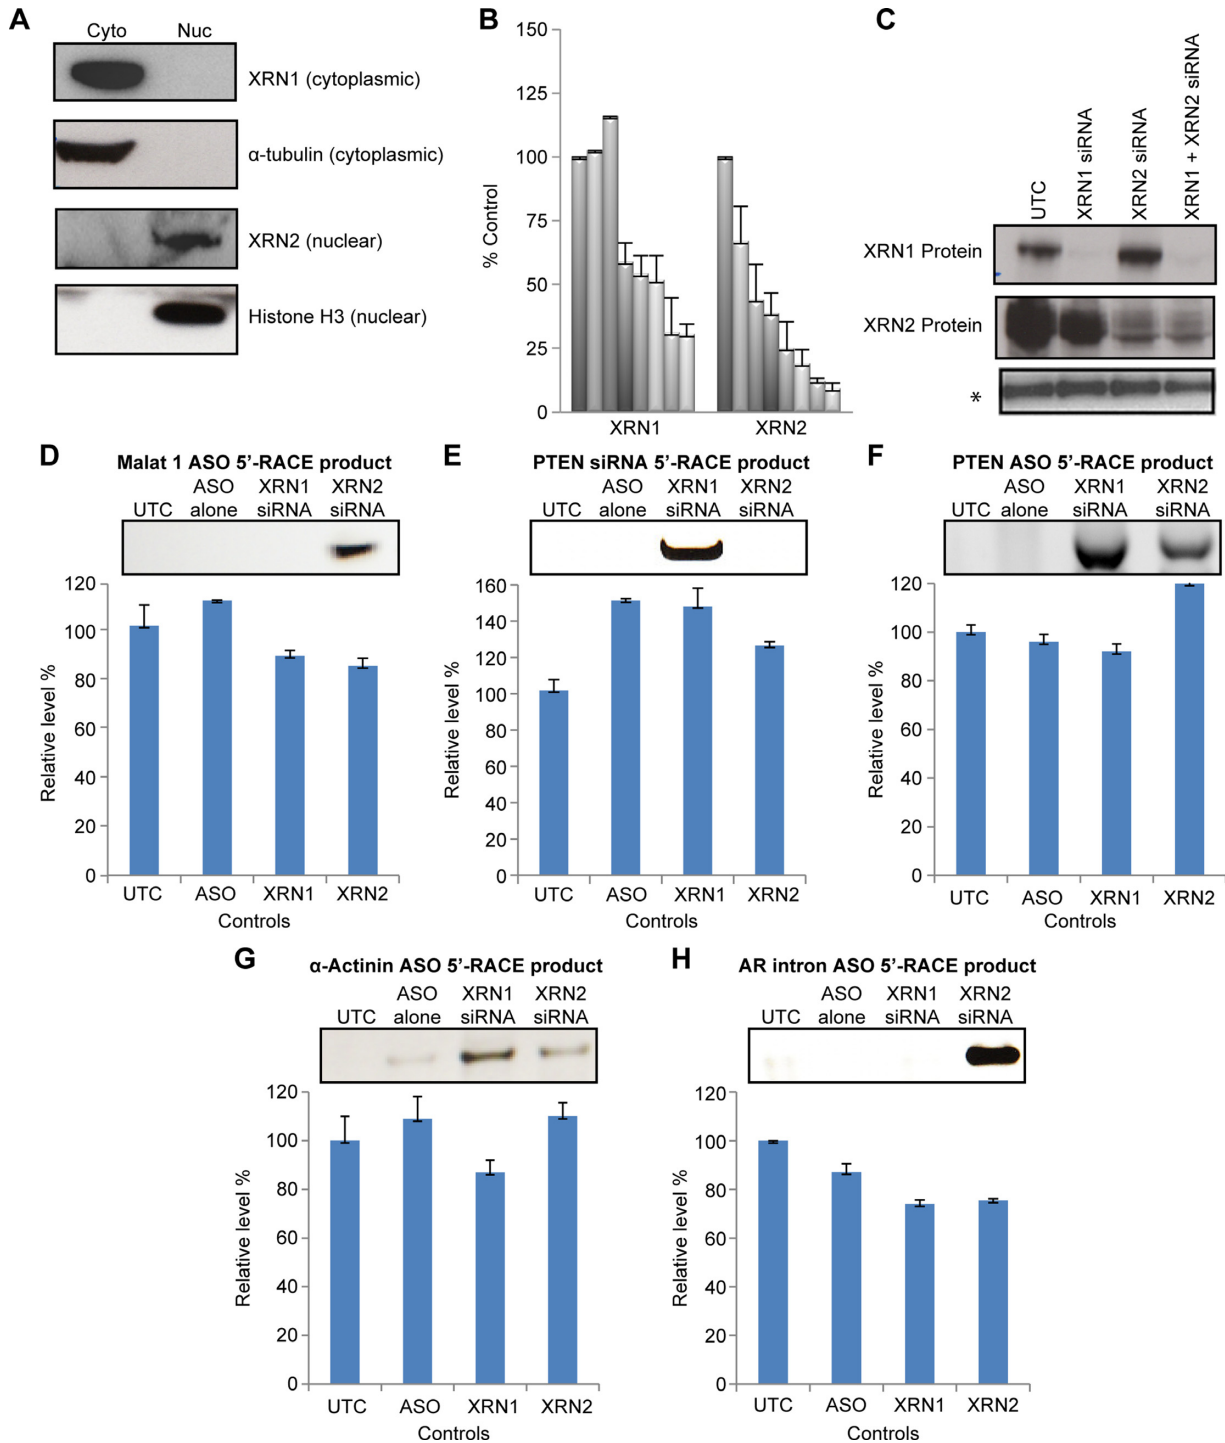 A
Cyto Nuc
XRN1 (cytoplasmic)
α-tubulin (cytoplasmic)
XRN2 (nuclear)
Histone H3 (nuclear)
B
% Control
150
125
100
75
50
25
0
XRN1 XRN2
C
UTC
XRN1 siRNA
XRN2 siRNA
XRN1 + XRN2 siRNA
XRN1 Protein
XRN2 Protein
*
D
Malat 1 ASO 5’-RACE product
UTC ASO alone XRN1 siRNA XRN2 siRNA
Relative level %
120
100
80
60
40
20
0
UTC ASO XRN1 XRN2
Controls
E
PTEN siRNA 5’-RACE product
UTC ASO alone XRN1 siRNA XRN2 siRNA
Relative level %
160
140
120
100
80
60
40
20
0
UTC ASO XRN1 XRN2
Controls
F
PTEN ASO 5’-RACE product
UTC ASO alone XRN1 siRNA XRN2 siRNA
Relative level %
120
100
80
60
40
20
0
UTC ASO XRN1 XRN2
Controls
G
α-Actinin ASO 5’-RACE product
UTC ASO alone XRN1 siRNA XRN2 siRNA
Relative level %
120
100
80
60
40
20
0
UTC ASO XRN1 XRN2
Controls
H
AR intron ASO 5’-RACE product
UTC ASO alone XRN1 siRNA XRN2 siRNA
Relative level %
120
100
80
60
40
20
0
UTC ASO XRN1 XRN2
Controls